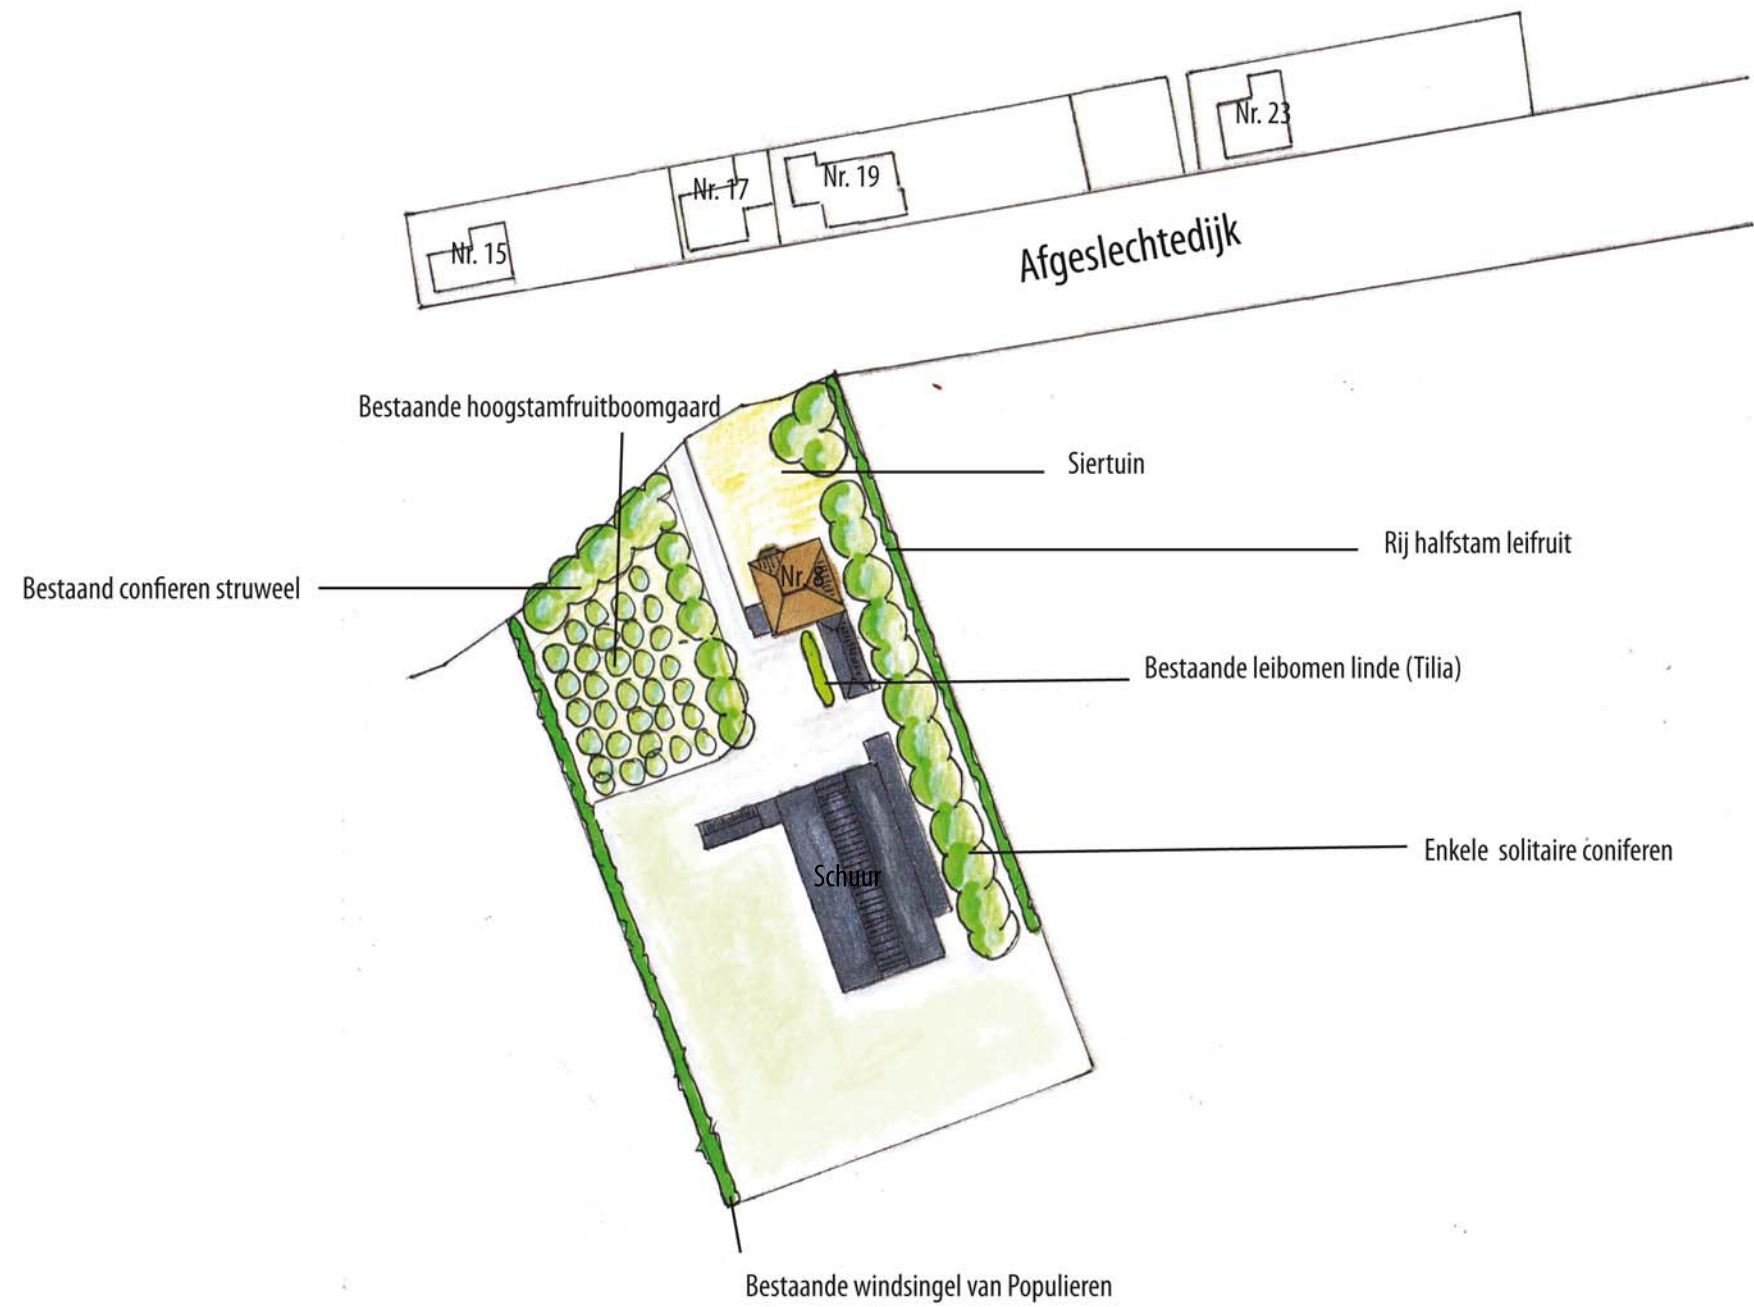 Nr. 23
Nr. 19
Nr. 17
Nr. 15
Afgeslechtedijk
Bestaande hoogstamfruitboomgaard
Siertuin
Rij halfstam leifruit
Nr. 8
Bestaand confieren struweel
Bestaande leibomen linde (Tilia)
Enkele solitaire coniferen
Schuur
Bestaande windsingel van Populieren